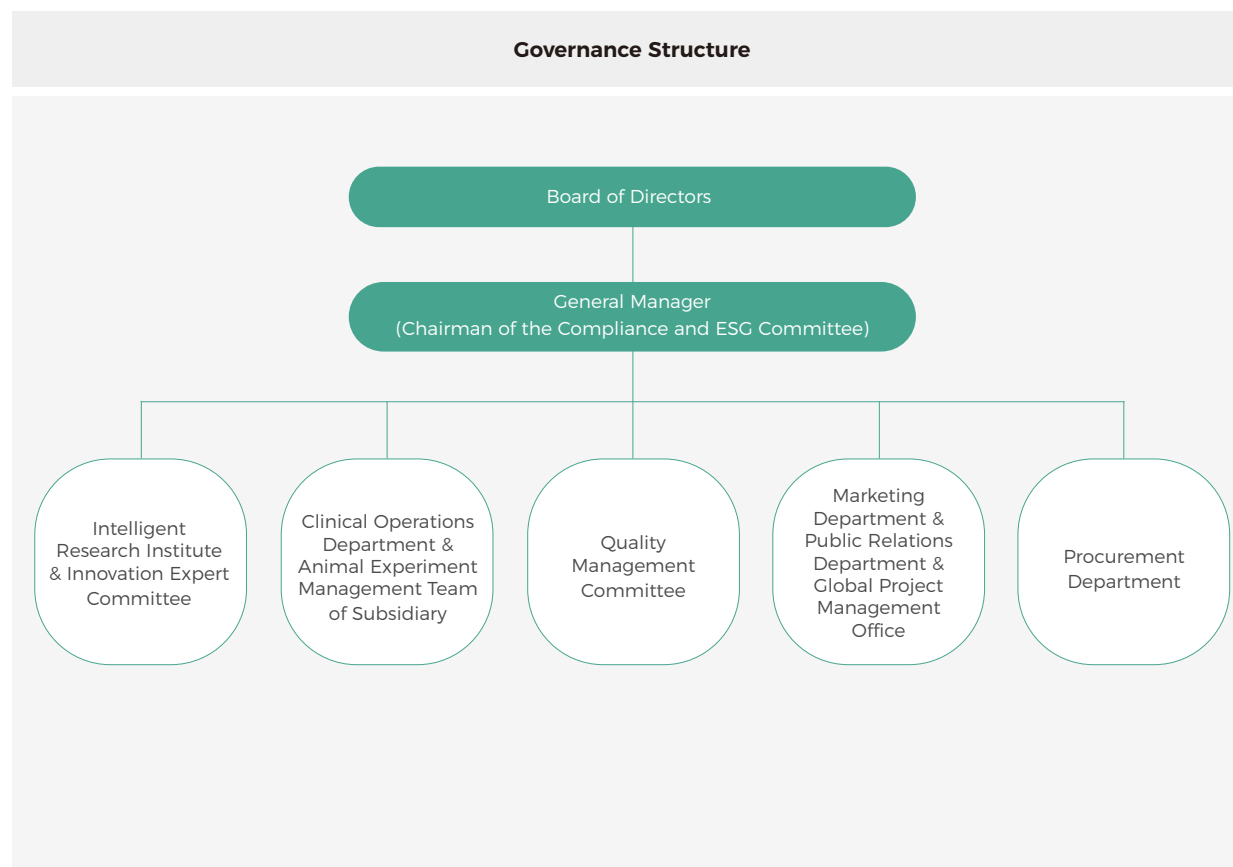 Governance Structure
Board of Directors
General Manager
(Chairman of the Compliance and ESG Committee)
Intelligent
Research Institute
& Innovation Expert
Committee
Clinical Operations
Department &
Animal Experiment
Management Team
of Subsidiary
Quality
Management
Committee
Marketing
Department &
Public Relations
Department &
Global Project
Management
Office
Procurement
Department